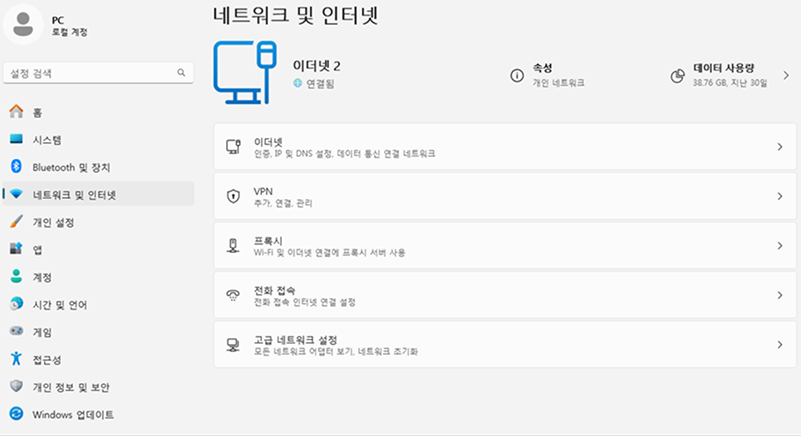 PC
로컬 계정
설정 검색
홈
시스템
Bluetooth 및 장치
네트워크 및 인터넷
개인 설정
앱
계정
시간 및 언어
게임
접근성
개인 정보 및 보안
Windows 업데이트
네트워크 및 인터넷
이더넷 2
연결됨
속성
개인 네트워크
데이터 사용량
38.76 GB, 지난 30일
이더넷
인증, IP 및 DNS 설정, 데이터 통신 연결 네트워크
VPN
추가, 연결, 관리
프록시
Wi-Fi 및 이더넷 연결에 프록시 서버 사용
전화 접속
전화 접속 인터넷 연결 설정
고급 네트워크 설정
모든 네트워크 어댑터 보기, 네트워크 초기화